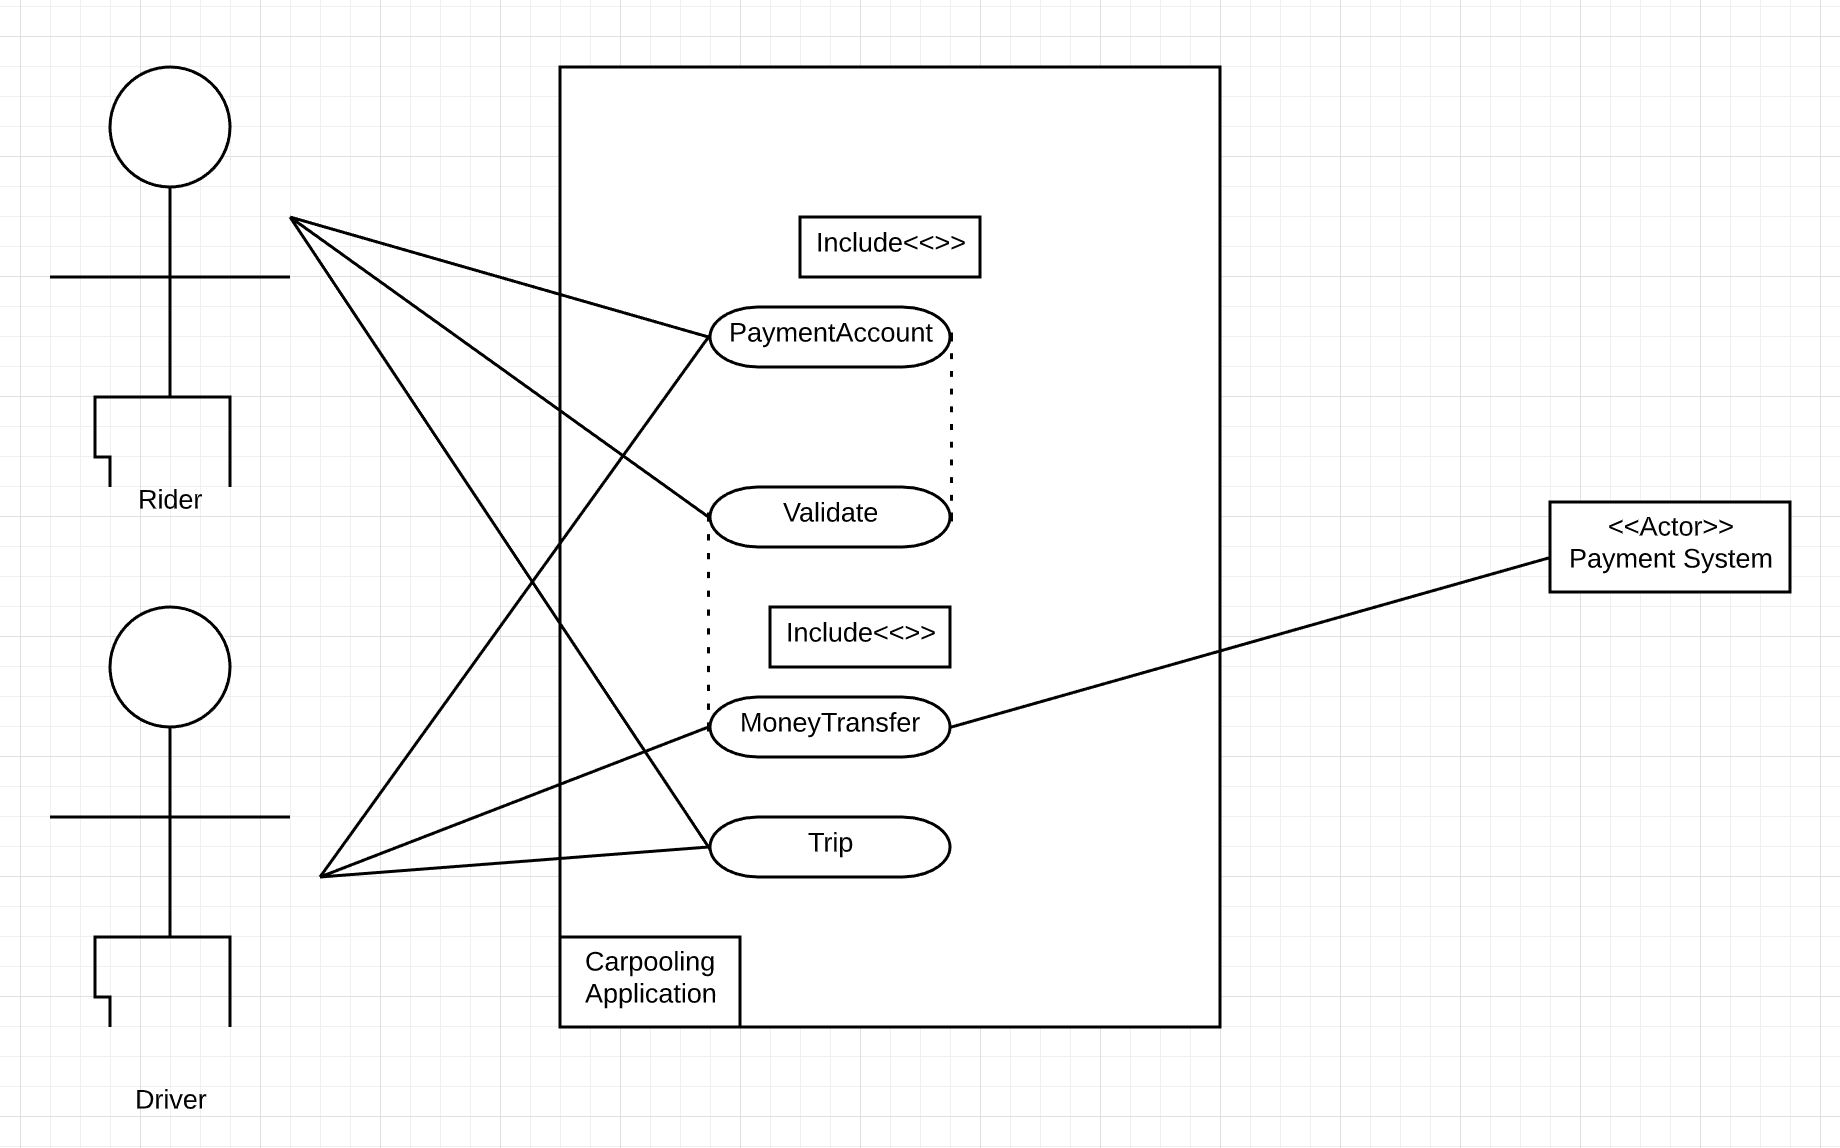 Include<<>>
PaymentAccount
Rider
Validate
<<Actor>>
Payment System
Include<<>>
MoneyTransfer
Trip
Carpooling
Application
Driver